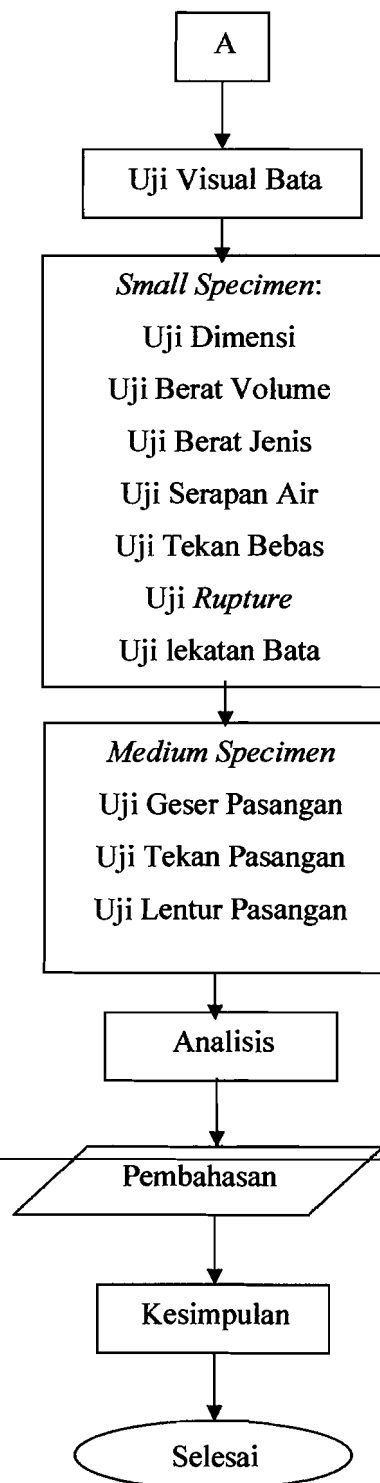 A
Uji Visual Bata
Small Specimen:
Uji Dimensi
Uji Berat Volume
Uji Berat Jenis
Uji Serapan Air
Uji Tekan Bebas
Uji Rupture
Uji lekatan Bata
Medium Specimen
Uji Geser Pasangan
Uji Tekan Pasangan
Uji Lentur Pasangan
Analisis
Pembahasan
Kesimpulan
Selesai